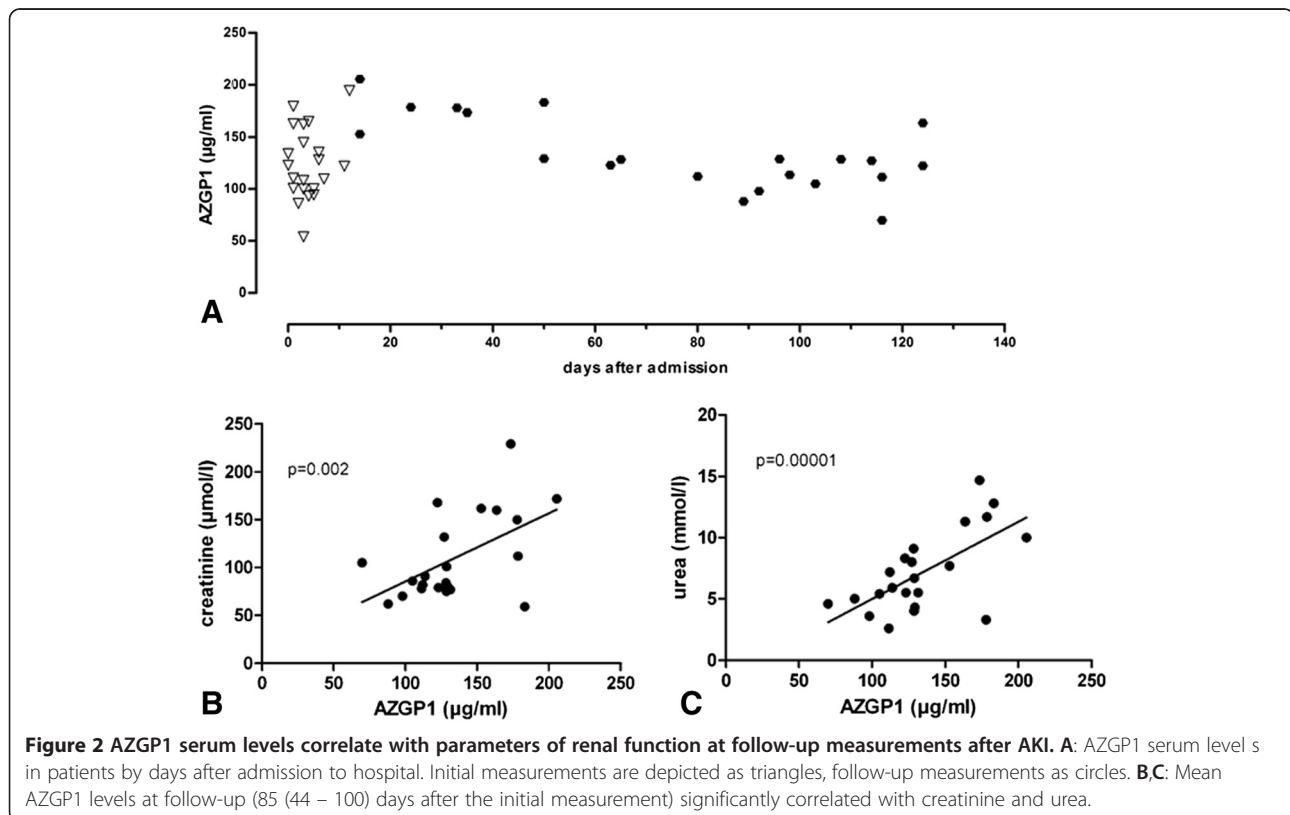 250
200
150
100
50
0
AZGP1 (µg/ml)
A
0 20 40 60 80 100 120 140
days after admission
250
200
150
100
50
0
creatinine (µmol/l)
p=0.002
0 50 100 150 200 250
B
AZGP1 (µg/ml)
20
15
10
5
0
urea (mmol/l)
p=0.00001
0 50 100 150 200 250
C
AZGP1 (µg/ml)
Figure 2 AZGP1 serum levels correlate with parameters of renal function at follow-up measurements after AKI. A: AZGP1 serum level s
in patients by days after admission to hospital. Initial measurements are depicted as triangles, follow-up measurements as circles. B,C: Mean
AZGP1 levels at follow-up (85 (44 – 100) days after the initial measurement) significantly correlated with creatinine and urea.